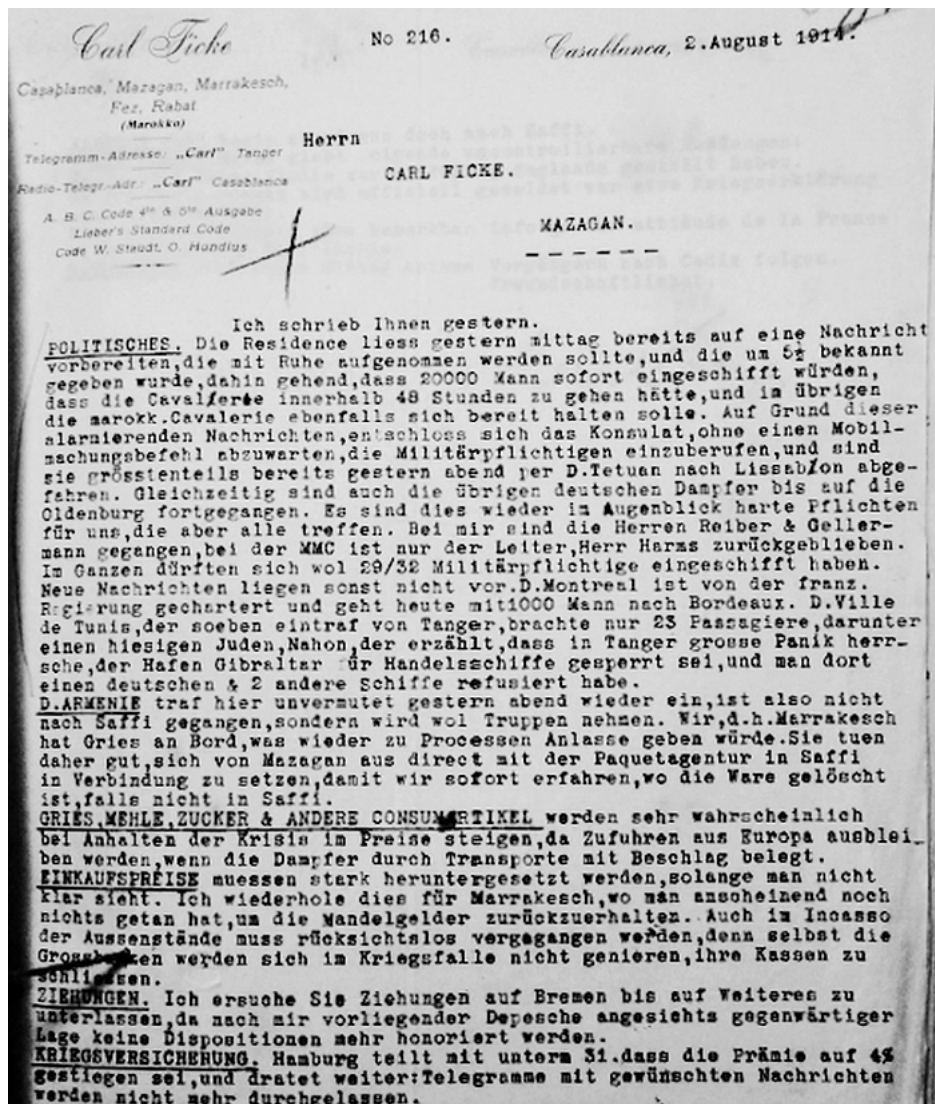 Carl Ficke
No 216.
Casablanca, 2.August 1914.
Casablanca, Mazagan, Marrakesch,
Fez, Rabat
(Marokko)
Telegramm-Adresse: „Carl" Tanger
Radio-Telegr.-Adr.: „Carl" Casablanca
A. B. C. Code 4te & 5te Ausgabe
Lieber's Standard Code
Code W. Staudt, O. Hundius
Herrn
CARL FICKE.
MAZAGAN.
Ich schrieb Ihnen gestern.
POLITISCHES. Die Residence liess gestern mittag bereits auf eine Nachricht
vorbereiten,die mit Ruhe aufgenommen werden sollte,und die um 5½ bekannt
gegeben wurde,dahin gehend,dass 20000 Mann sofort eingeschifft würden,
dass die Cavallerie innerhalb 48 Stunden zu gehen hätte,und im übrigen
die marokk.Cavalerie ebenfalls sich bereit halten solle. Auf Grund dieser
alarmierenden Nachrichten,entschloss sich das Konsulat,ohne einen Mobil-
machungsbefehl abzuwarten,die Militärpflichtigen einzuberufen,und sind
sie grösstenteils bereits gestern abend per D.Tetuan nach Lissabon abge-
fahren. Gleichzeitig sind auch die übrigen deutschen Dampfer bis auf die
Oldenburg fortgegangen. Es sind dies wieder im Augenblick harte Pflichten
für uns,die aber alle treffen. Bei mir sind die Herren Reiber & Geller-
mann gegangen,bei der MMC ist nur der Leiter,Herr Harms zurückgeblieben.
Im Ganzen dürften sich wol 29/32 Militärpflichtige eingeschifft haben.
Neue Nachrichten liegen sonst nicht vor.D.Montreal ist von der franz.
Regierung gechartert und geht heute mit1000 Mann nach Bordeaux. D.Ville
de Tunis,der soeben eintraf von Tanger,brachte nur 23 Passagiere,darunter
einen hiesigen Juden,Nahon,der erzählt,dass in Tanger grosse Panik herr-
sche,der Hafen Gibraltar für Handelsschiffe gesperrt sei,und man dort
einen deutschen & 2 andere Schiffe refusiert habe.
D.ARMENIE traf hier unvermutet gestern abend wieder ein,ist also nicht
nach Saffi gegangen,sondern wird wol Truppen nehmen. Wir,d.h.Marrakesch
hat Gries an Bord,was wieder zu Processen Anlasse geben würde.Sie tuen
daher gut,sich von Mazagan aus direct mit der Paquetagentur in Saffi
in Verbindung zu setzen,damit wir sofort erfahren,wo die Ware gelöscht
ist,falls nicht in Saffi.
GRIES,MEHLE,ZUCKER & ANDERE CONSUMARTIKEL werden sehr wahrscheinlich
bei Anhalten der Krisis im Preise steigen,da Zufuhren aus Europa ausblei-
ben werden,wenn die Dampfer durch Transporte mit Beschlag belegt.
EINKAUFSPREISE muessen stark heruntergesetzt werden,solange man nicht
klar sieht. Ich wiederhole dies für Marrakesch,wo man anscheinend noch
nichts getan hat,um die Mandelgelder zurückzuerhalten. Auch im Incasso
der Aussenstände muss rücksichtslos vergegangen werden,denn selbst die
Grossbanken werden sich im Kriegsfalle nicht genieren,ihre Kassen zu
schliessen.
ZIEHUNGEN. Ich ersuche Sie Ziehungen auf Bremen bis auf Weiteres zu
unterlassen,da nach mir vorliegender Depesche angesichts gegenwärtiger
Lage keine Dispositionen mehr honoriert werden.
KRIEGSVERSICHERUNG. Hamburg teilt mit unterm 31.dass die Prämie auf 4%
gestiegen sei,und dratet weiter:Telegramme mit gewünschten Nachrichten
werden nicht mehr durchgelassen.